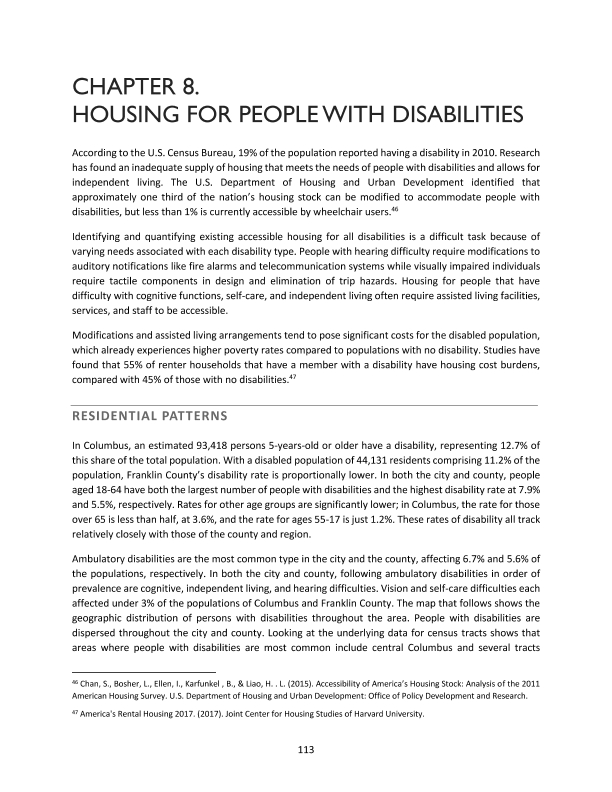 CHAPTER 8.
HOUSING FOR PEOPLE WITH DISABILITIES
According to the U.S. Census Bureau, 19% of the population reported having a disability in 2010. Research
has found an inadequate supply of housing that meets the needs of people with disabilities and allows for
independent living. The U.S. Department of Housing and Urban Development identified that
approximately one third of the nation's housing stock can be modified to accommodate people with
disabilities, but less than 1% is currently accessible by wheelchair users.46
Identifying and quantifying existing accessible housing for all disabilities is a difficult task because of
varying needs associated with each disability type. People with hearing difficulty require modifications to
auditory notifications like fire alarms and telecommunication systems while visually impaired individuals
require tactile components in design and elimination of trip hazards. Housing for people that have
difficulty with cognitive functions, self-care, and independent living often require assisted living facilities,
services, and staff to be accessible.
Modifications and assisted living arrangements tend to pose significant costs for the disabled population,
which already experiences higher poverty rates compared to populations with no disability. Studies have
found that 55% of renter households that have a member with a disability have housing cost burdens,
compared with 45% of those with no disabilities.47
RESIDENTIAL PATTERNS
In Columbus, an estimated 93,418 persons 5-years-old or older have a disability, representing 12.7% of
this share of the total population. With a disabled population of 44,131 residents comprising 11.2% of the
population, Franklin County's disability rate is proportionally lower. In both the city and county, people
aged 18-64 have both the largest number of people with disabilities and the highest disability rate at 7.9%
and 5.5%, respectively. Rates for other age groups are significantly lower; in Columbus, the rate for those
over 65 is less than half, at 3.6%, and the rate for ages 55-17 is just 1.2%. These rates of disability all track
relatively closely with those of the county and region.
Ambulatory disabilities are the most common type in the city and the county, affecting 6.7% and 5.6% of
the populations, respectively. In both the city and county, following ambulatory disabilities in order of
prevalence are cognitive, independent living, and hearing difficulties. Vision and self-care difficulties each
affected under 3% of the populations of Columbus and Franklin County. The map that follows shows the
geographic distribution of persons with disabilities throughout the area. People with disabilities are
dispersed throughout the city and county. Looking at the underlying data for census tracts shows that
areas where people with disabilities are most common include central Columbus and several tracts
46 Chan, S., Bosher, L., Ellen, I., Karfunkel , B., & Liao, H. . L. (2015). Accessibility of America's Housing Stock: Analysis of the 2011
American Housing Survey. U.S. Department of Housing and Urban Development: Office of Policy Development and Research.
47 America's Rental Housing 2017. (2017). Joint Center for Housing Studies of Harvard University.
113